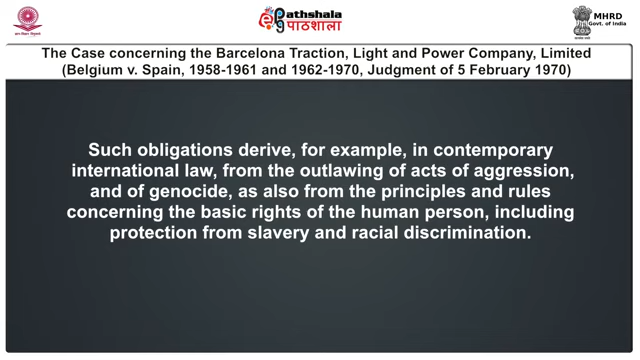 ePathshala
पाठशाला
MHRD
Govt. of India
The Case concerning the Barcelona Traction, Light and Power Company, Limited
(Belgium v. Spain, 1958-1961 and 1962-1970, Judgment of 5 February 1970)
Such obligations derive, for example, in contemporary
international law, from the outlawing of acts of aggression,
and of genocide, as also from the principles and rules
concerning the basic rights of the human person, including
protection from slavery and racial discrimination.